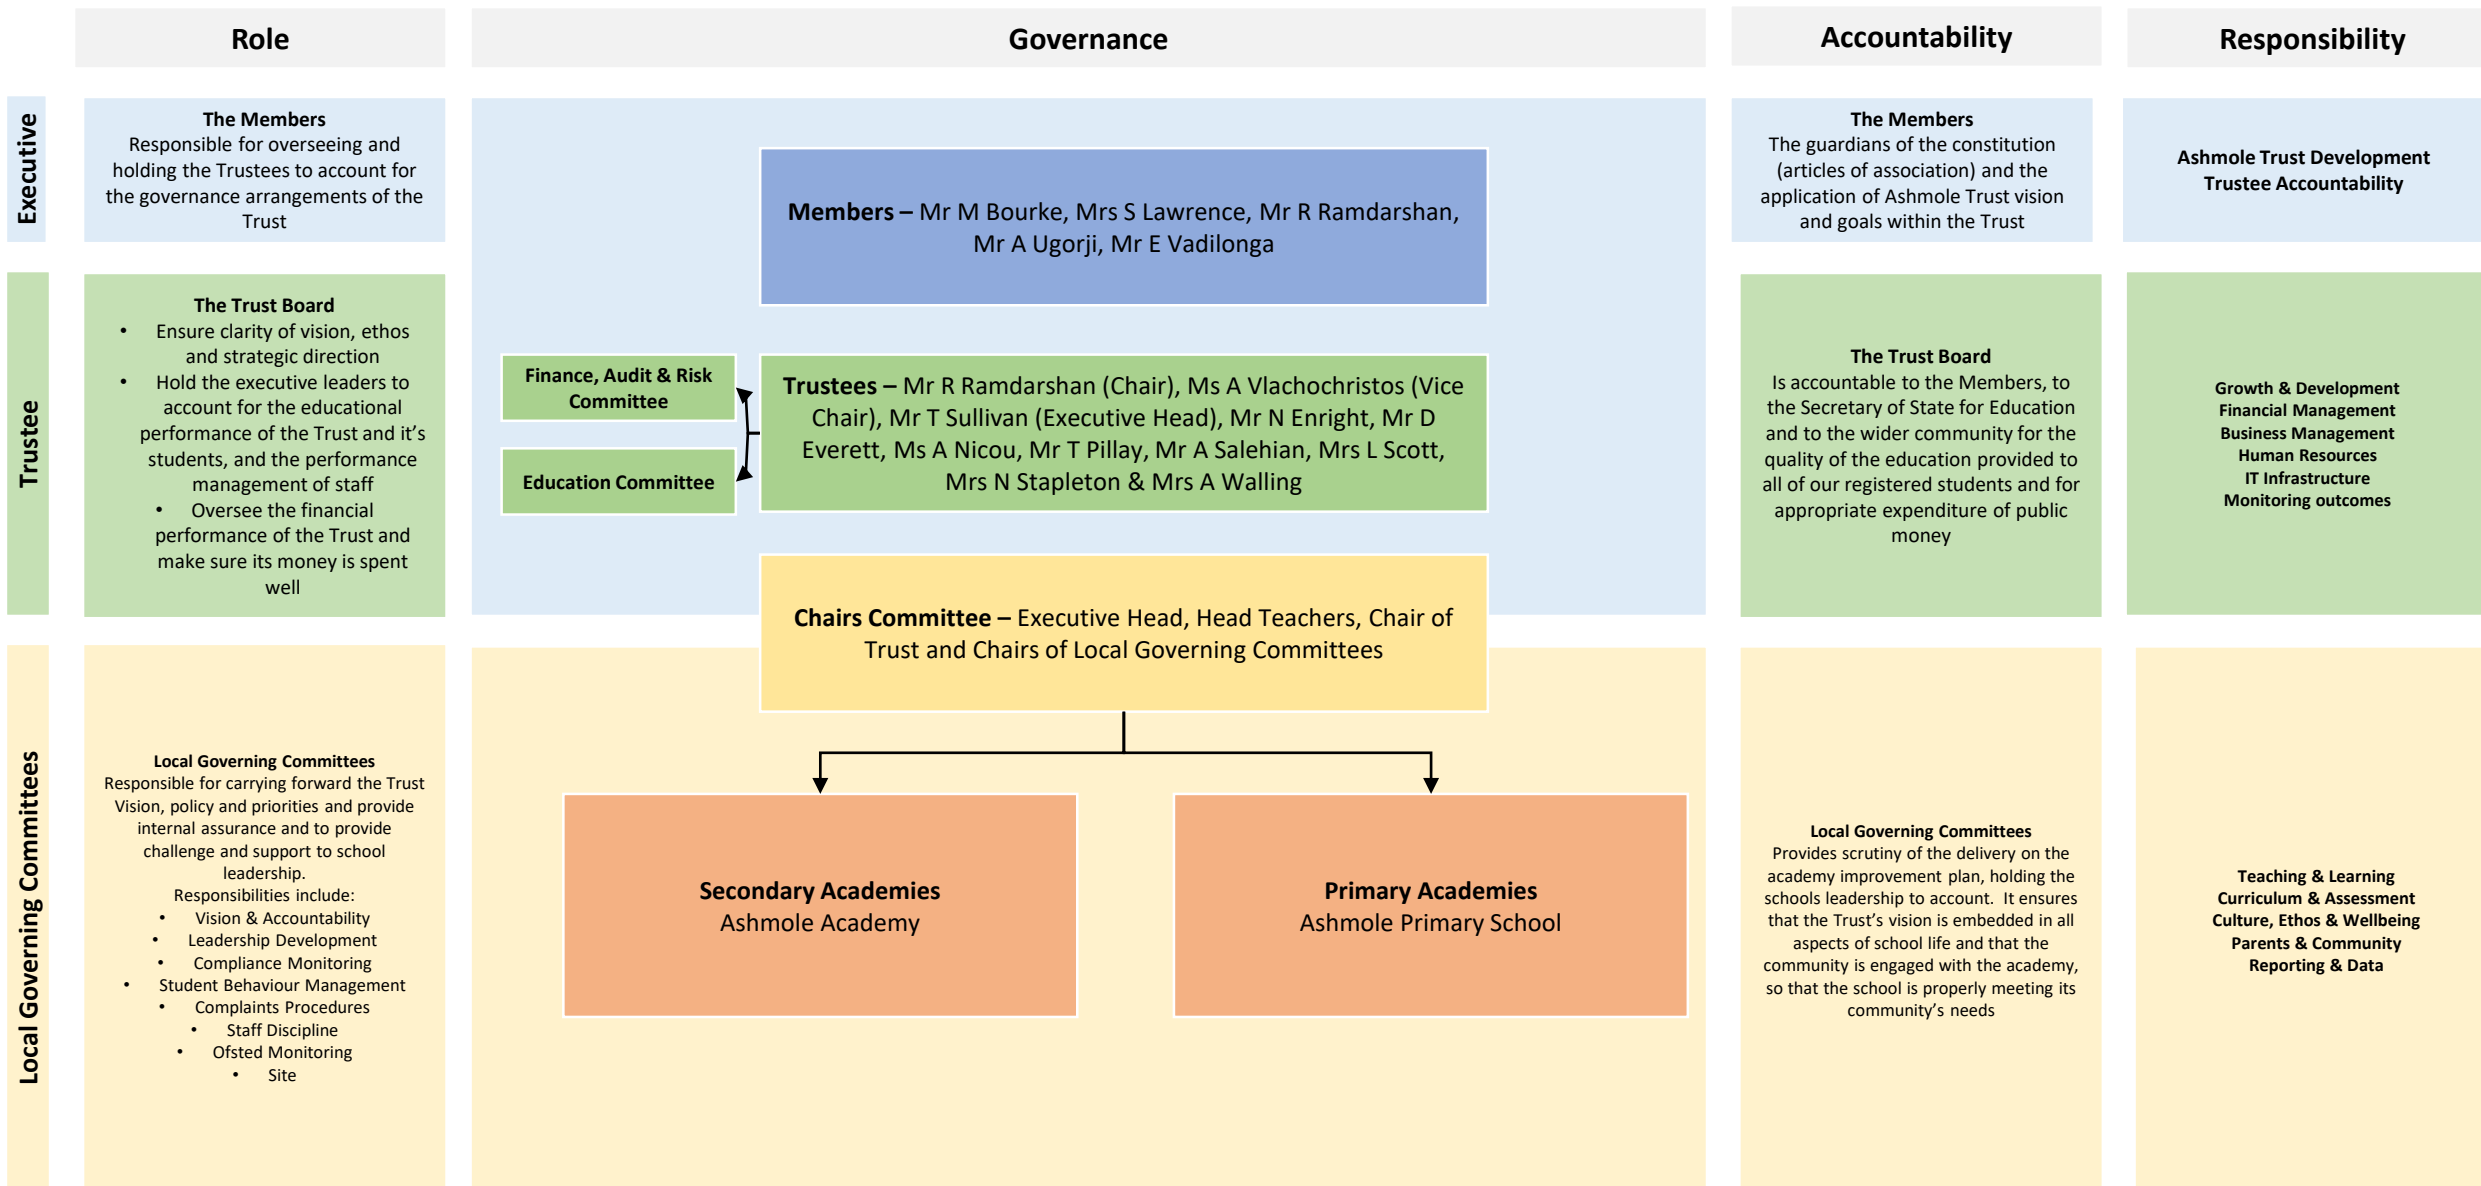 Role
Governance
Accountability
Responsibility
Executive
The Members
Responsible for overseeing and
holding the Trustees to account for
the governance arrangements of the
Trust
Members – Mr M Bourke, Mrs S Lawrence, Mr R Ramdarshan,
Mr A Ugorji, Mr E Vadilonga
The Members
The guardians of the constitution
(articles of association) and the
application of Ashmole Trust vision
and goals within the Trust
Ashmole Trust Development
Trustee Accountability
Trustee
The Trust Board
• Ensure clarity of vision, ethos
and strategic direction
• Hold the executive leaders to
account for the educational
performance of the Trust and it's
students, and the performance
management of staff
• Oversee the financial
performance of the Trust and
make sure its money is spent
well
Finance, Audit & Risk
Committee
Education Committee
Trustees – Mr R Ramdarshan (Chair), Ms A Vlachochristos (Vice
Chair), Mr T Sullivan (Executive Head), Mr N Enright, Mr D
Everett, Ms A Nicou, Mr T Pillay, Mr A Salehian, Mrs L Scott,
Mrs N Stapleton & Mrs A Walling
The Trust Board
Is accountable to the Members, to
the Secretary of State for Education
and to the wider community for the
quality of the education provided to
all of our registered students and for
appropriate expenditure of public
money
Growth & Development
Financial Management
Business Management
Human Resources
IT Infrastructure
Monitoring outcomes
Chairs Committee – Executive Head, Head Teachers, Chair of
Trust and Chairs of Local Governing Committees
Local Governing Committees
Local Governing Committees
Responsible for carrying forward the Trust
Vision, policy and priorities and provide
internal assurance and to provide
challenge and support to school
leadership.
Responsibilities include:
• Vision & Accountability
• Leadership Development
• Compliance Monitoring
• Student Behaviour Management
• Complaints Procedures
• Staff Discipline
• Ofsted Monitoring
• Site
Secondary Academies
Ashmole Academy
Primary Academies
Ashmole Primary School
Local Governing Committees
Provides scrutiny of the delivery on the
academy improvement plan, holding the
schools leadership to account.  It ensures
that the Trust's vision is embedded in all
aspects of school life and that the
community is engaged with the academy,
so that the school is properly meeting its
community's needs
Teaching & Learning
Curriculum & Assessment
Culture, Ethos & Wellbeing
Parents & Community
Reporting & Data